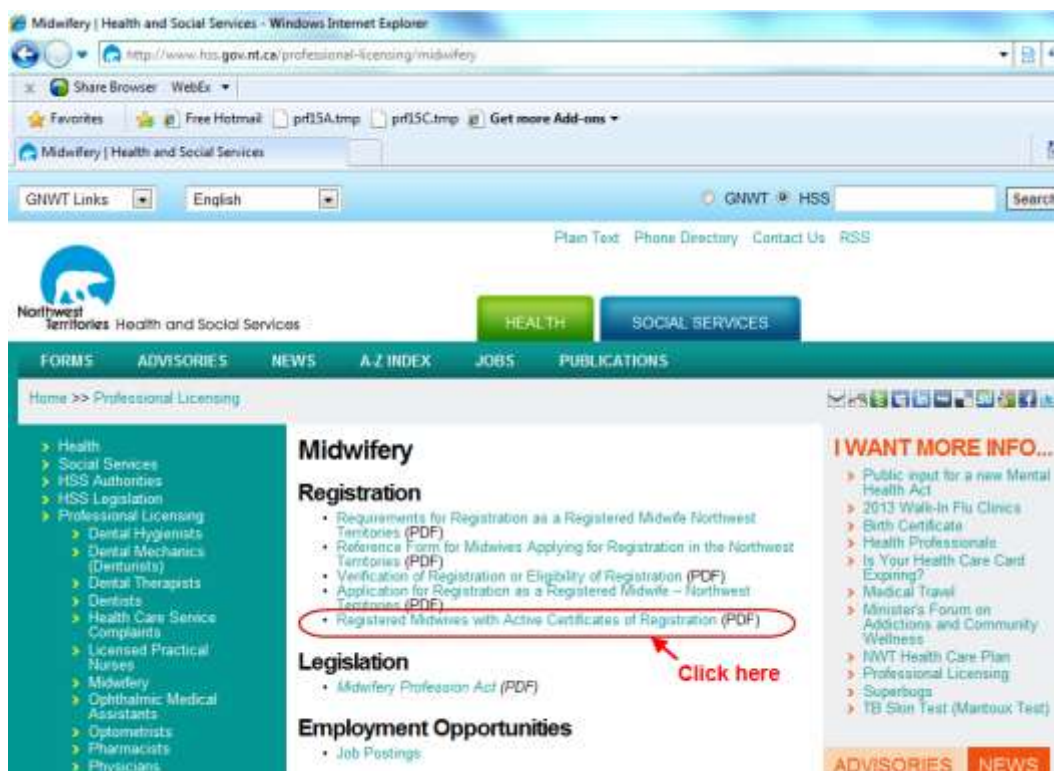 Midwifery | Health and Social Services - Windows Internet Explorer
http://www.hss.gov.nt.ca/professional-licensing/midwifery
x Share Browser WebEx
Favorites Free Hotmail prf15A.tmp prf15C.tmp Get more Add-ons
Midwifery | Health and Social Services
GNWT Links English GNWT HSS Search
Plain Text Phone Directory Contact Us RSS
Northwest
Territories Health and Social Services
HEALTH SOCIAL SERVICES
FORMS ADVISORIES NEWS A-Z INDEX JOBS PUBLICATIONS
Home >> Professional Licensing
Health
Social Services
HSS Authorities
HSS Legislation
Professional Licensing
Dental Hygienists
Dental Mechanics
(Denturists)
Dental Therapists
Dentists
Health Care Service
Complaints
Licensed Practical
Nurses
Midwifery
Ophthalmic Medical
Assistants
Optometrists
Pharmacists
Physicians
Midwifery
Registration
• Requirements for Registration as a Registered Midwife Northwest
Territories (PDF)
• Reference Form for Midwives Applying for Registration in the Northwest
Territories (PDF)
• Verification of Registration or Eligibility of Registration (PDF)
• Application for Registration as a Registered Midwife – Northwest
Territories (PDF)
• Registered Midwives with Active Certificates of Registration (PDF)
Click here
Legislation
• Midwifery Profession Act (PDF)
Employment Opportunities
• Job Postings
I WANT MORE INFO...
Public input for a new Mental
Health Act
2013 Walk-In Flu Clinics
Birth Certificate
Health Professionals
Is Your Health Care Card
Expiring?
Medical Travel
Minister's Forum on
Addictions and Community
Wellness
NWT Health Care Plan
Professional Licensing
Superbugs
TB Skin Test (Mantoux Test)
ADVISORIES NEWS